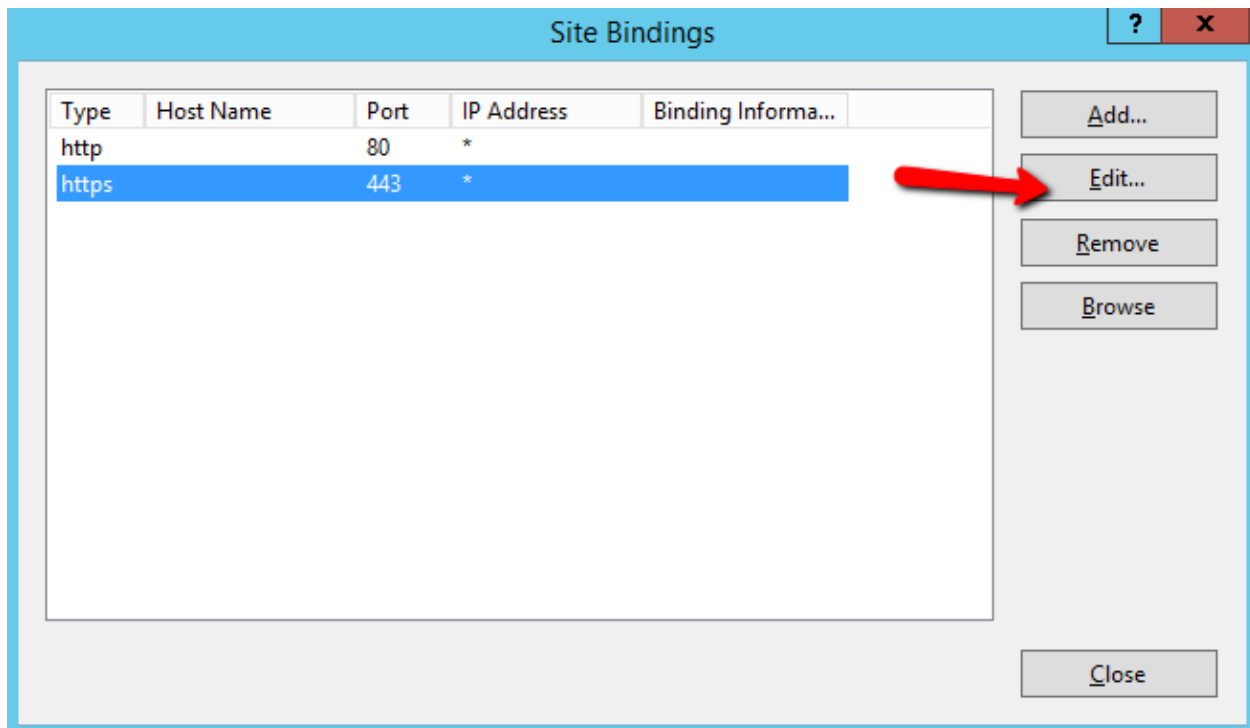 Site Bindings
? x
Type Host Name Port IP Address Binding Informa...
http 80 *
https 443 *
Add...
Edit...
Remove
Browse
Close